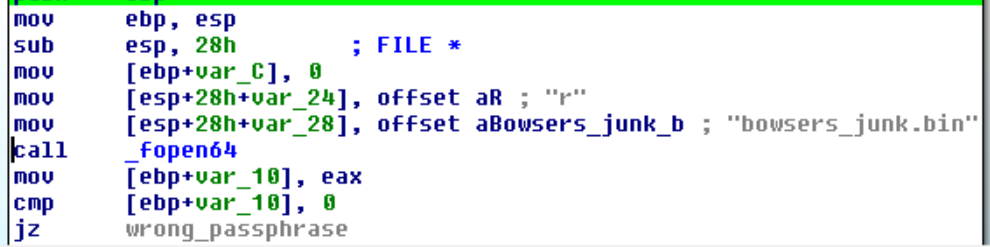 mov ebp, esp
sub esp, 28h ; FILE *
mov [ebp+var_C], 0
mov [esp+28h+var_24], offset aR ; "r"
mov [esp+28h+var_28], offset aBowsers_junk_b ; "bowsers_junk.bin"
call _fopen64
mov [ebp+var_10], eax
cmp [ebp+var_10], 0
jz wrong_passphrase